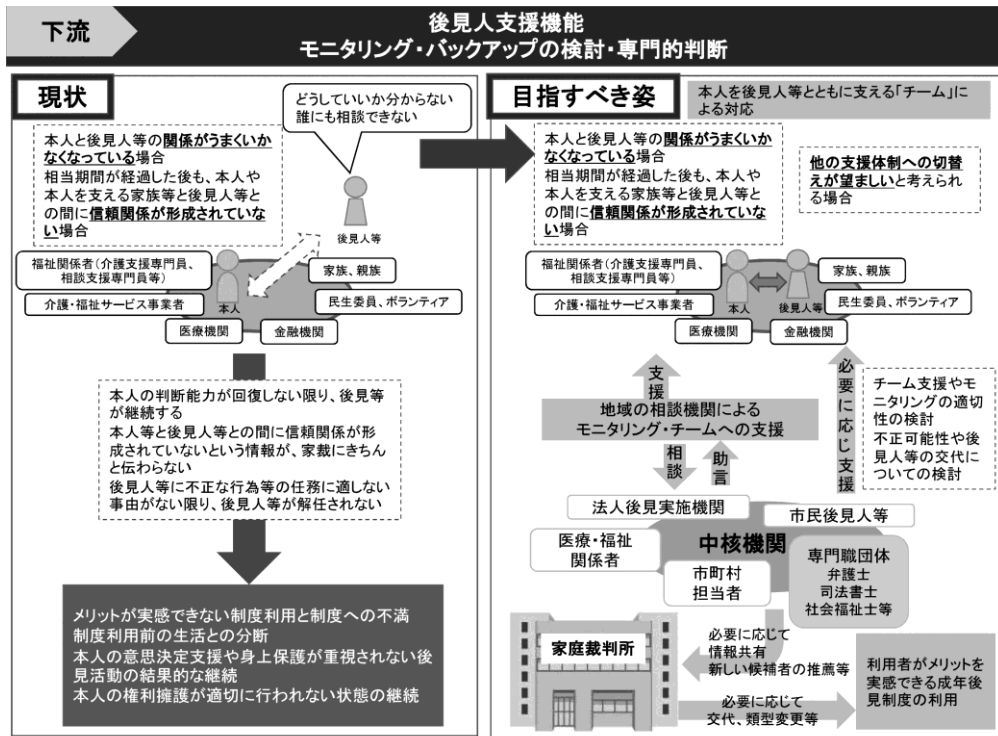 下流
後見人支援機能
モニタリング・バックアップの検討・専門的判断
現状
どうしていいか分からない
誰にも相談できない
本人と後見人等の関係がうまくいか
なくなっている場合
相当期間が経過した後も、本人や
本人を支える家族等と後見人等と
の間に信頼関係が形成されていな
い場合
後見人等
福祉関係者(介護支援専門員、
相談支援専門員等)
家族、親族
介護・福祉サービス事業者
本人
民生委員、ボランティア
医療機関
金融機関
本人の判断能力が回復しない限り、後見等
が継続する
本人等と後見人等との間に信頼関係が形
成されていないという情報が、家裁にきちん
と伝わらない
後見人等に不正な行為等の任務に適しない
事由がない限り、後見人等が解任されない
メリットが実感できない制度利用と制度への不満
制度利用前の生活との分断
本人の意思決定支援や身上保護が重視されない後
見活動の結果的な継続
本人の権利擁護が適切に行われない状態の継続
目指すべき姿
本人を後見人等とともに支える「チーム」に
よる対応
本人と後見人等の関係がうまくいか
なくなっている場合
相当期間が経過した後も、本人や
本人を支える家族等と後見人等と
の間に信頼関係が形成されていな
い場合
他の支援体制への切替
えが望ましいと考えられ
る場合
福祉関係者(介護支援専門員、
相談支援専門員等)
家族、親族
介護・福祉サービス事業者
本人
後見人等
民生委員、ボランティア
医療機関
金融機関
支援
必要に応じ支援
チーム支援やモ
ニタリングの適切
性の検討
不正可能性や後
見人等の交代に
ついての検討
地域の相談機関による
モニタリング・チームへの支援
相談
助言
法人後見実施機関
市民後見人等
医療・福祉
関係者
中核機関
市町村
担当者
専門職団体
弁護士
司法書士
社会福祉士等
家庭裁判所
必要に応じて
情報共有
新しい候補者の推薦等
必要に応じて
交代、類型変更等
利用者がメリットを
実感できる成年後
見制度の利用